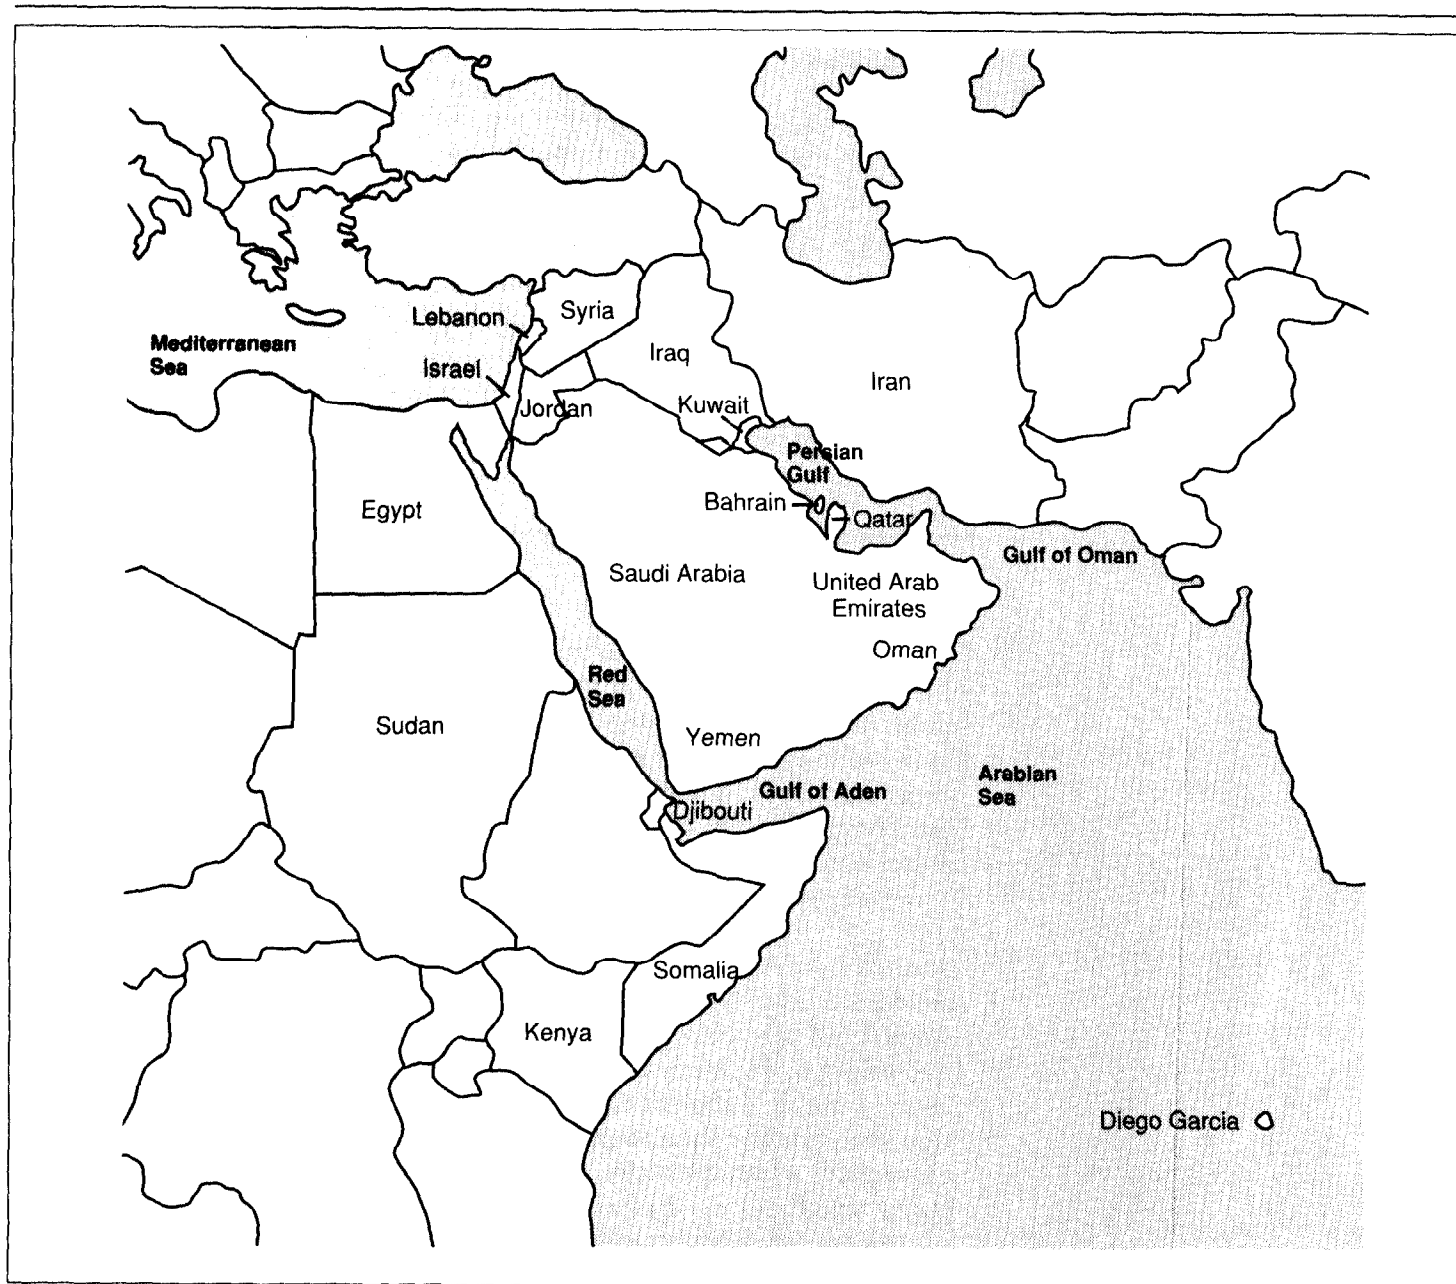 Lebanon
Syria
Mediterranean
Sea
Iraq
Israel
Iran
Jordan
Kuwait
Persian
Gulf
Bahrain
Qatar
Egypt
Gulf of Oman
Saudi Arabia
United Arab
Emirates
Oman
Red
Sea
Sudan
Yemen
Arabian
Sea
Gulf of Aden
Djibouti
Somalia
Kenya
Diego Garcia